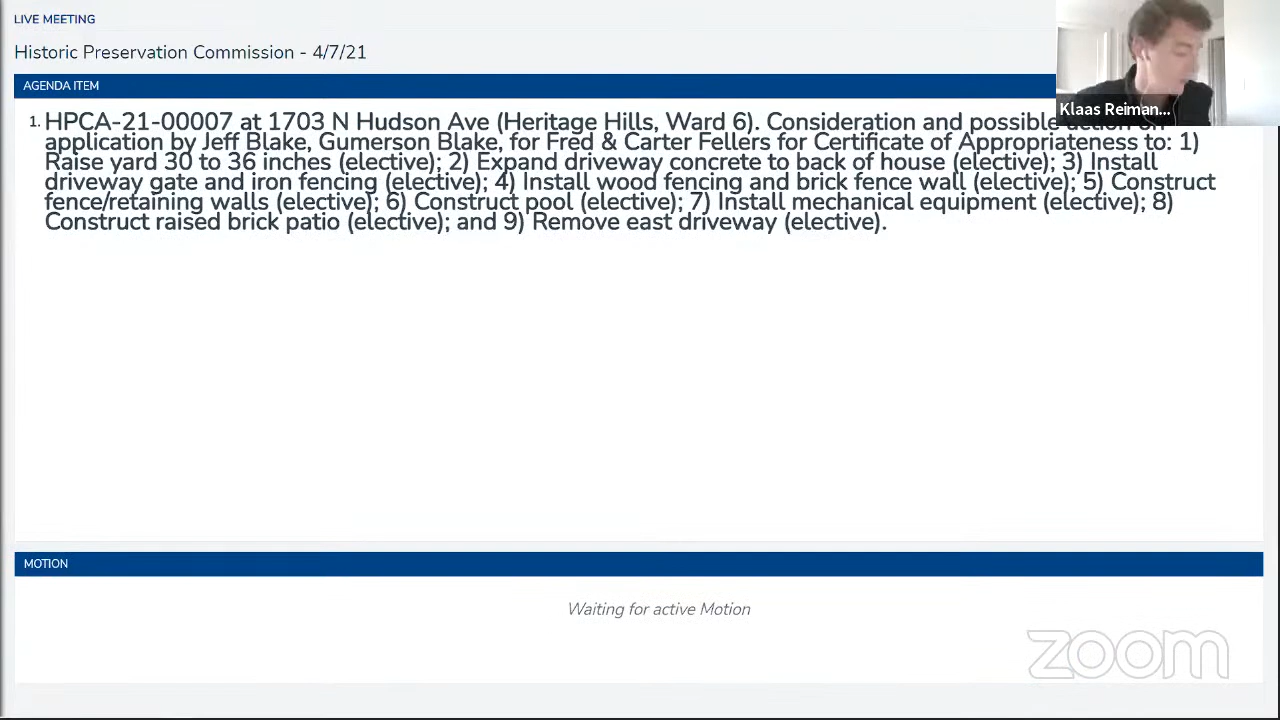 LIVE MEETING
Historic Preservation Commission - 4/7/21
AGENDA ITEM
Klaas Reiman...
1. HPCA-21-00007 at 1703 N Hudson Ave (Heritage Hills, Ward 6). Consideration and possible action on
application by Jeff Blake, Gumerson Blake, for Fred & Carter Fellers for Certificate of Appropriateness to: 1)
Raise yard 30 to 36 inches (elective); 2) Expand driveway concrete to back of house (elective); 3) Install
driveway gate and iron fencing (elective); 4) Install wood fencing and brick fence wall (elective); 5) Construct
fence/retaining walls (elective); 6) Construct pool (elective); 7) Install mechanical equipment (elective); 8)
Construct raised brick patio (elective); and 9) Remove east driveway (elective).
MOTION
Waiting for active Motion
zoom